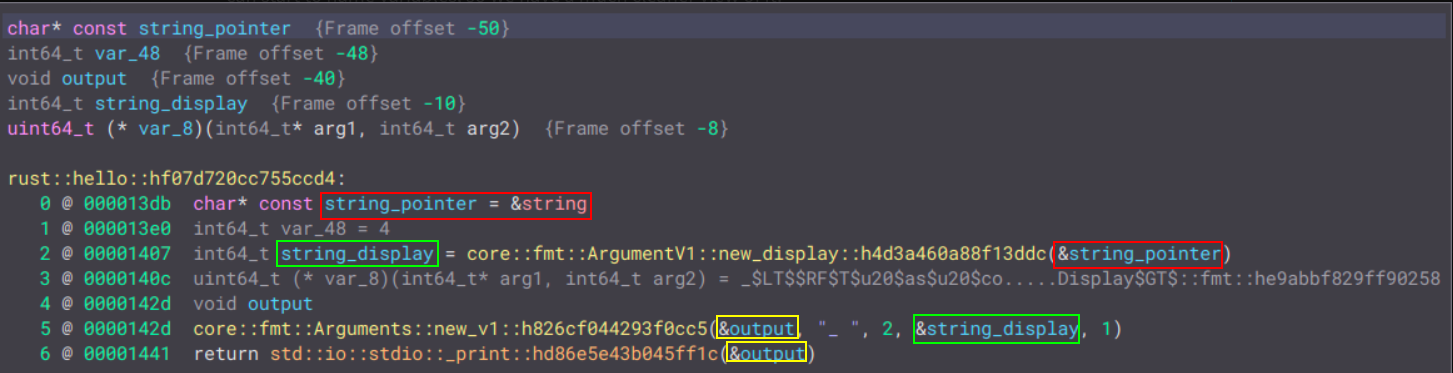 char* const string_pointer  {Frame offset -50}
int64_t var_48  {Frame offset -48}
void output  {Frame offset -40}
int64_t string_display  {Frame offset -10}
uint64_t (* var_8)(int64_t* arg1, int64_t arg2)  {Frame offset -8}
rust::hello::hf07d720cc755ccd4:
0 @ 000013db  char* const string_pointer = &string
1 @ 000013e0  int64_t var_48 = 4
2 @ 00001407  int64_t string_display = core::fmt::ArgumentV1::new_display::h4d3a460a88f13ddc(&string_pointer)
3 @ 0000140c  uint64_t (* var_8)(int64_t* arg1, int64_t arg2) = _$LT$$RF$T$u20$as$u20$co.....Display$GT$::fmt::he9abbf829ff90258
4 @ 0000142d  void output
5 @ 0000142d  core::fmt::Arguments::new_v1::h826cf044293f0cc5(&output, "_ ", 2, &string_display, 1)
6 @ 00001441  return std::io::stdio::_print::hd86e5e43b045ff1c(&output)